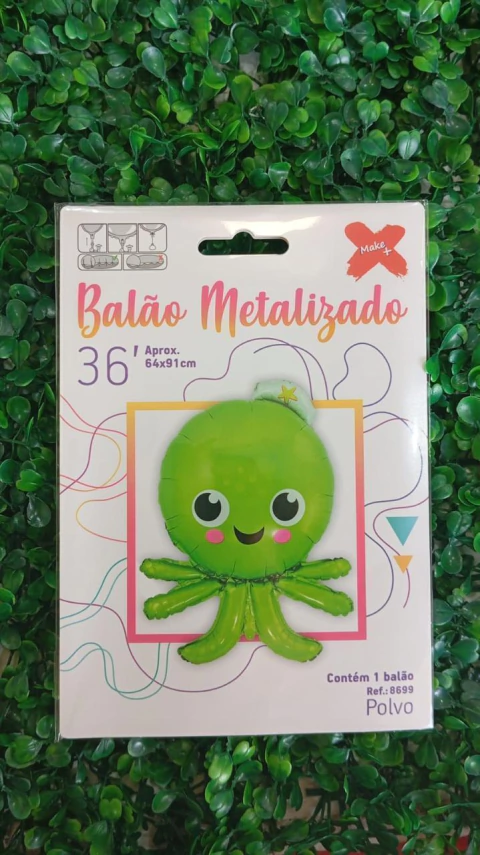 Make
+
Balão Metalizado
36'
Aprox.
64x91cm
Contém 1 balão
Ref.: 8699
Polvo